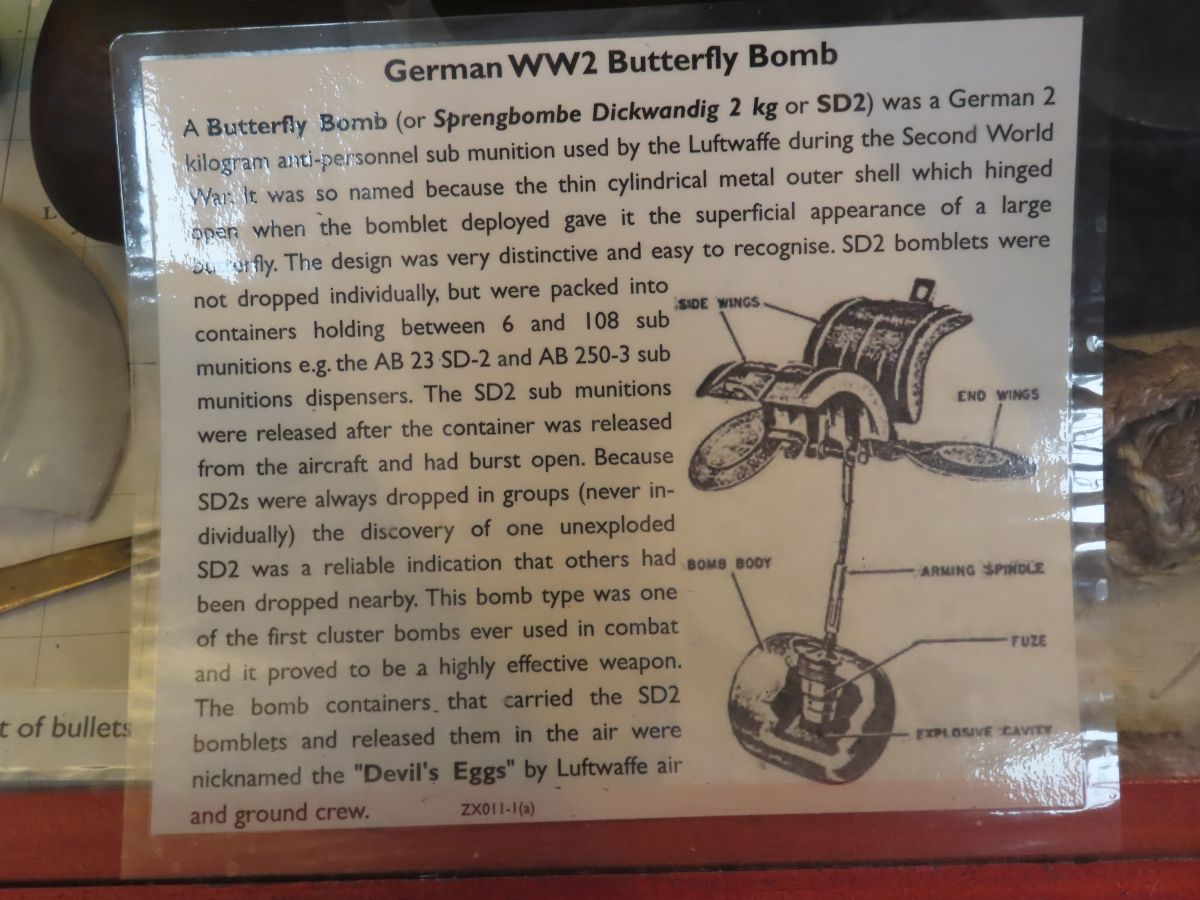 German WW2 Butterfly Bomb
A Butterfly Bomb (or Sprengbombe Dickwandig 2 kg or SD2) was a German 2
kilogram anti-personnel sub munition used by the Luftwaffe during the Second World
War. It was so named because the thin cylindrical metal outer shell which hinged
open when the bomblet deployed gave it the superficial appearance of a large
butterfly. The design was very distinctive and easy to recognise. SD2 bomblets were
not dropped individually, but were packed into
containers holding between 6 and 108 sub
munitions e.g. the AB 23 SD-2 and AB 250-3 sub
munitions dispensers. The SD2 sub munitions
were released after the container was released
from the aircraft and had burst open. Because
SD2s were always dropped in groups (never in-
dividually) the discovery of one unexploded
SD2 was a reliable indication that others had
been dropped nearby. This bomb type was one
of the first cluster bombs ever used in combat
and it proved to be a highly effective weapon.
The bomb containers that carried the SD2
bomblets and released them in the air were
nicknamed the "Devil's Eggs" by Luftwaffe air
and ground crew.
ZX011-1(a)
SIDE WINGS
END WINGS
BOMB BODY
ARMING SPINDLE
FUZE
EXPLOSIVE CAVITY
t of bullets
L